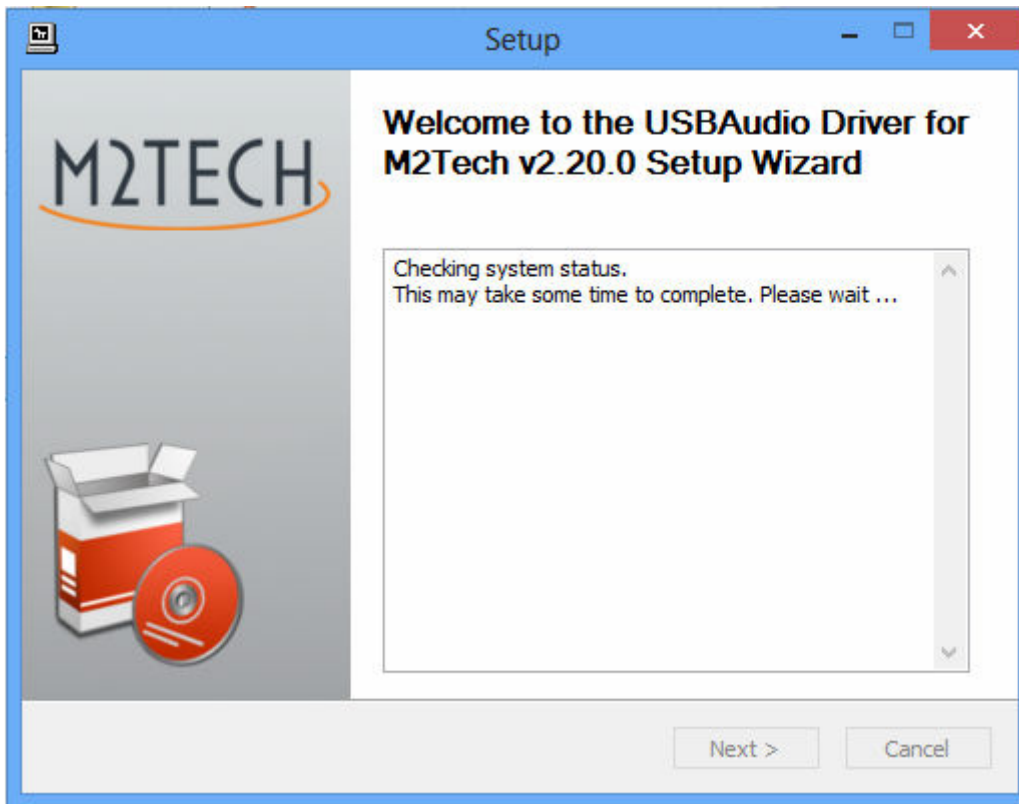 Setup
M2TECH
Welcome to the USBAudio Driver for
M2Tech v2.20.0 Setup Wizard
Checking system status.
This may take some time to complete. Please wait ...
Next >
Cancel